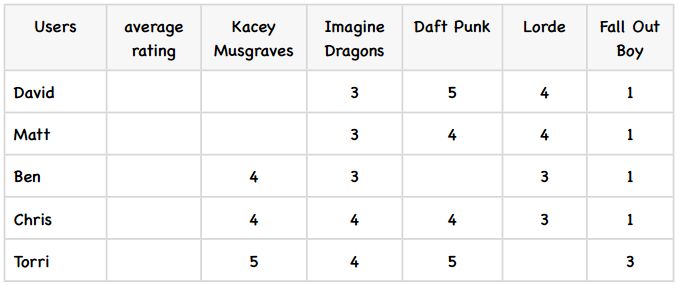 Users average rating Kacey Musgraves Imagine Dragons Daft Punk Lorde Fall Out Boy
David 3 5 4 1
Matt 3 4 4 1
Ben 4 3 3 1
Chris 4 4 4 3 1
Torri 5 4 5 3